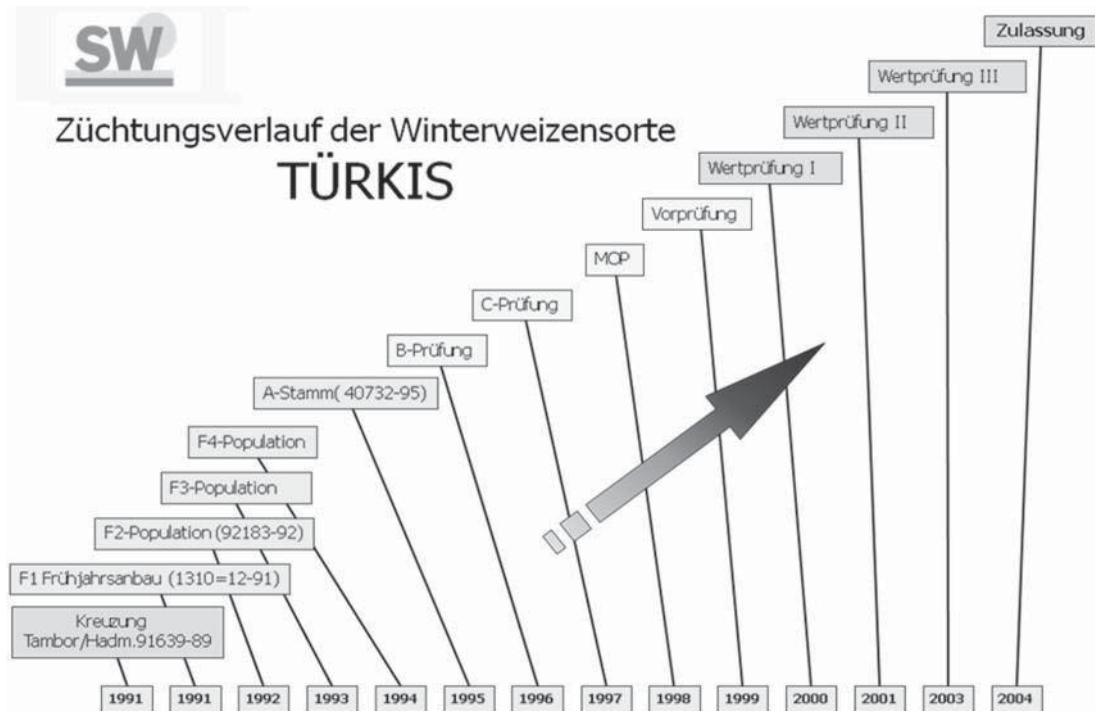 SW
Züchtungsverlauf der Winterweizensorte
TÜRKIS
Zulassung
Wertprüfung III
Wertprüfung II
Wertprüfung I
Vorprüfung
MOP
C-Prüfung
B-Prüfung
A-Stamm( 40732-95)
F4-Population
F3-Population
F2-Population (92183-92)
F1 Frühjahrsanbau (1310=12-91)
Kreuzung
Tambor/Hadm.91639-89
1991 1991 1992 1993 1994 1995 1996 1997 1998 1999 2000 2001 2003 2004